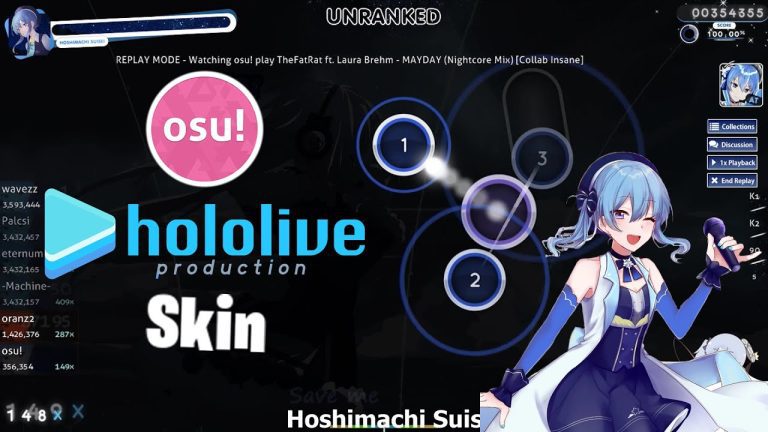 UNRANKED
00354355
SCORE
100.00%
HOSHIMACHI SUISEI
REPLAY MODE - Watching osu! play TheFatRat ft. Laura Brehm - MAYDAY (Nightcore Mix) [Collab Insane]
osu!
1
3
2
AT
Collections
Discussion
1x Playback
End Replay
K1
K2
wavezz
3,593,444
Palcsi
3,432,457
eternum
3,432,165
-Machine-
3,432,157 409x
oranz2
1,426,376 287x
osu!
356,354 149x
hololive
production
Skin
Save me
148x
Hoshimachi Suis